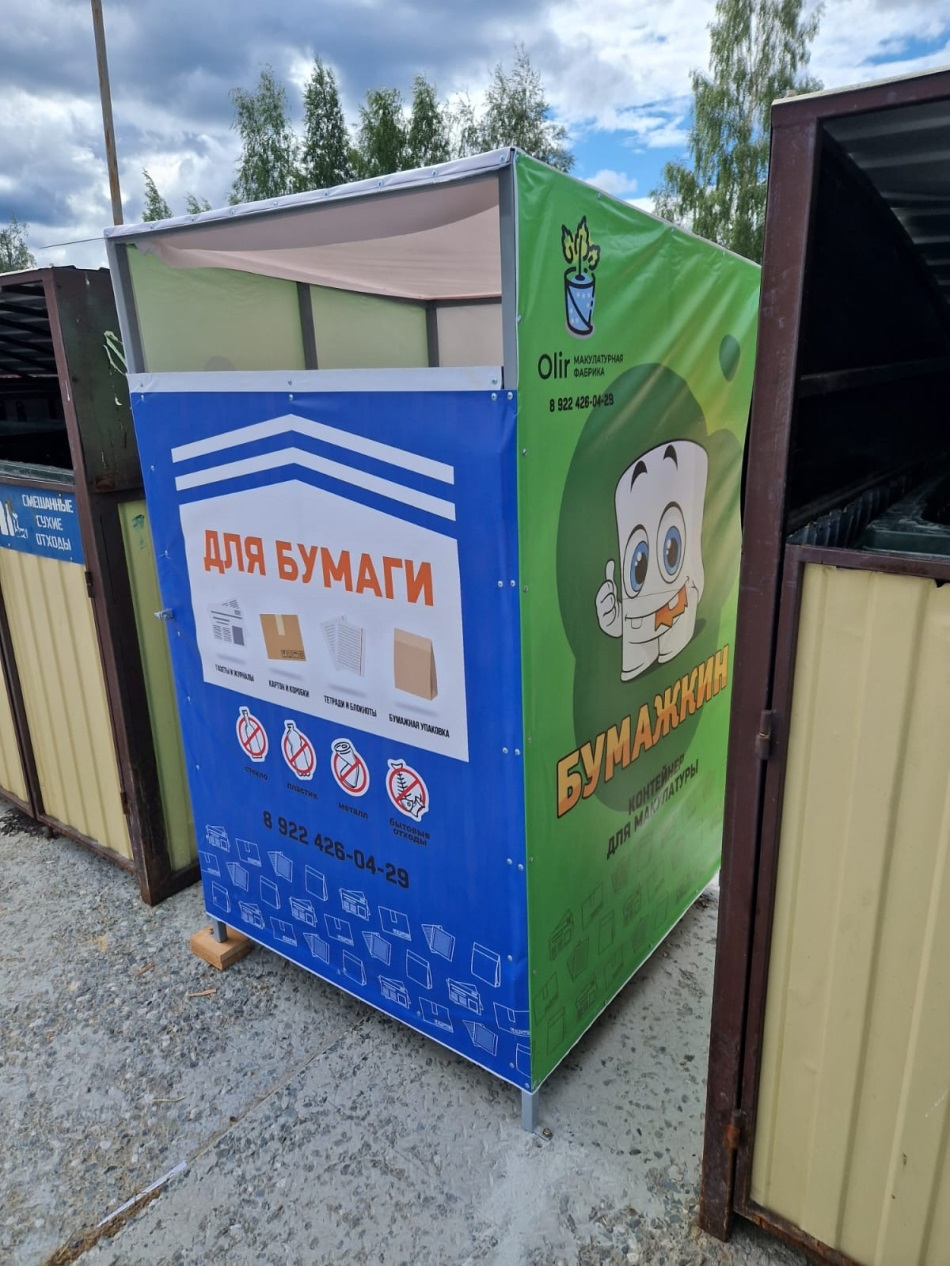 СМЕШАННЫЕ
СУХИЕ
ОТХОДЫ
ДЛЯ БУМАГИ
ГАЗЕТЫ И ЖУРНАЛЫ
КАРТОН И КОРОБКИ
ТЕТРАДИ И БЛОКНОТЫ
БУМАЖНАЯ УПАКОВКА
стекло
пластик
металл
бытовые
отходы
8 922 426-04-29
Olir МАКУЛАТУРНАЯ
ФАБРИКА
8 922 426-04-29
БУМАЖКИН
КОНТЕЙНЕР
ДЛЯ МАКУЛАТУРЫ